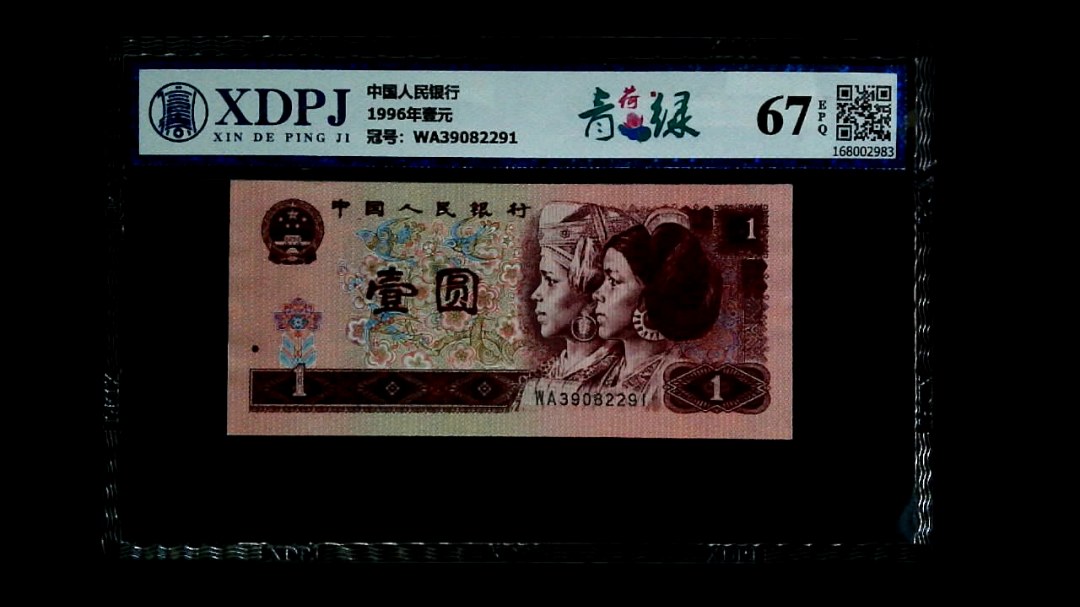 XDPJ
XIN DE PING JI
中国人民银行
1996年壹元
冠号：WA39082291
青荷绿
67
EPQ
168002983
中国人民银行
1
壹圆
1
WA39082291
1
XDPJ